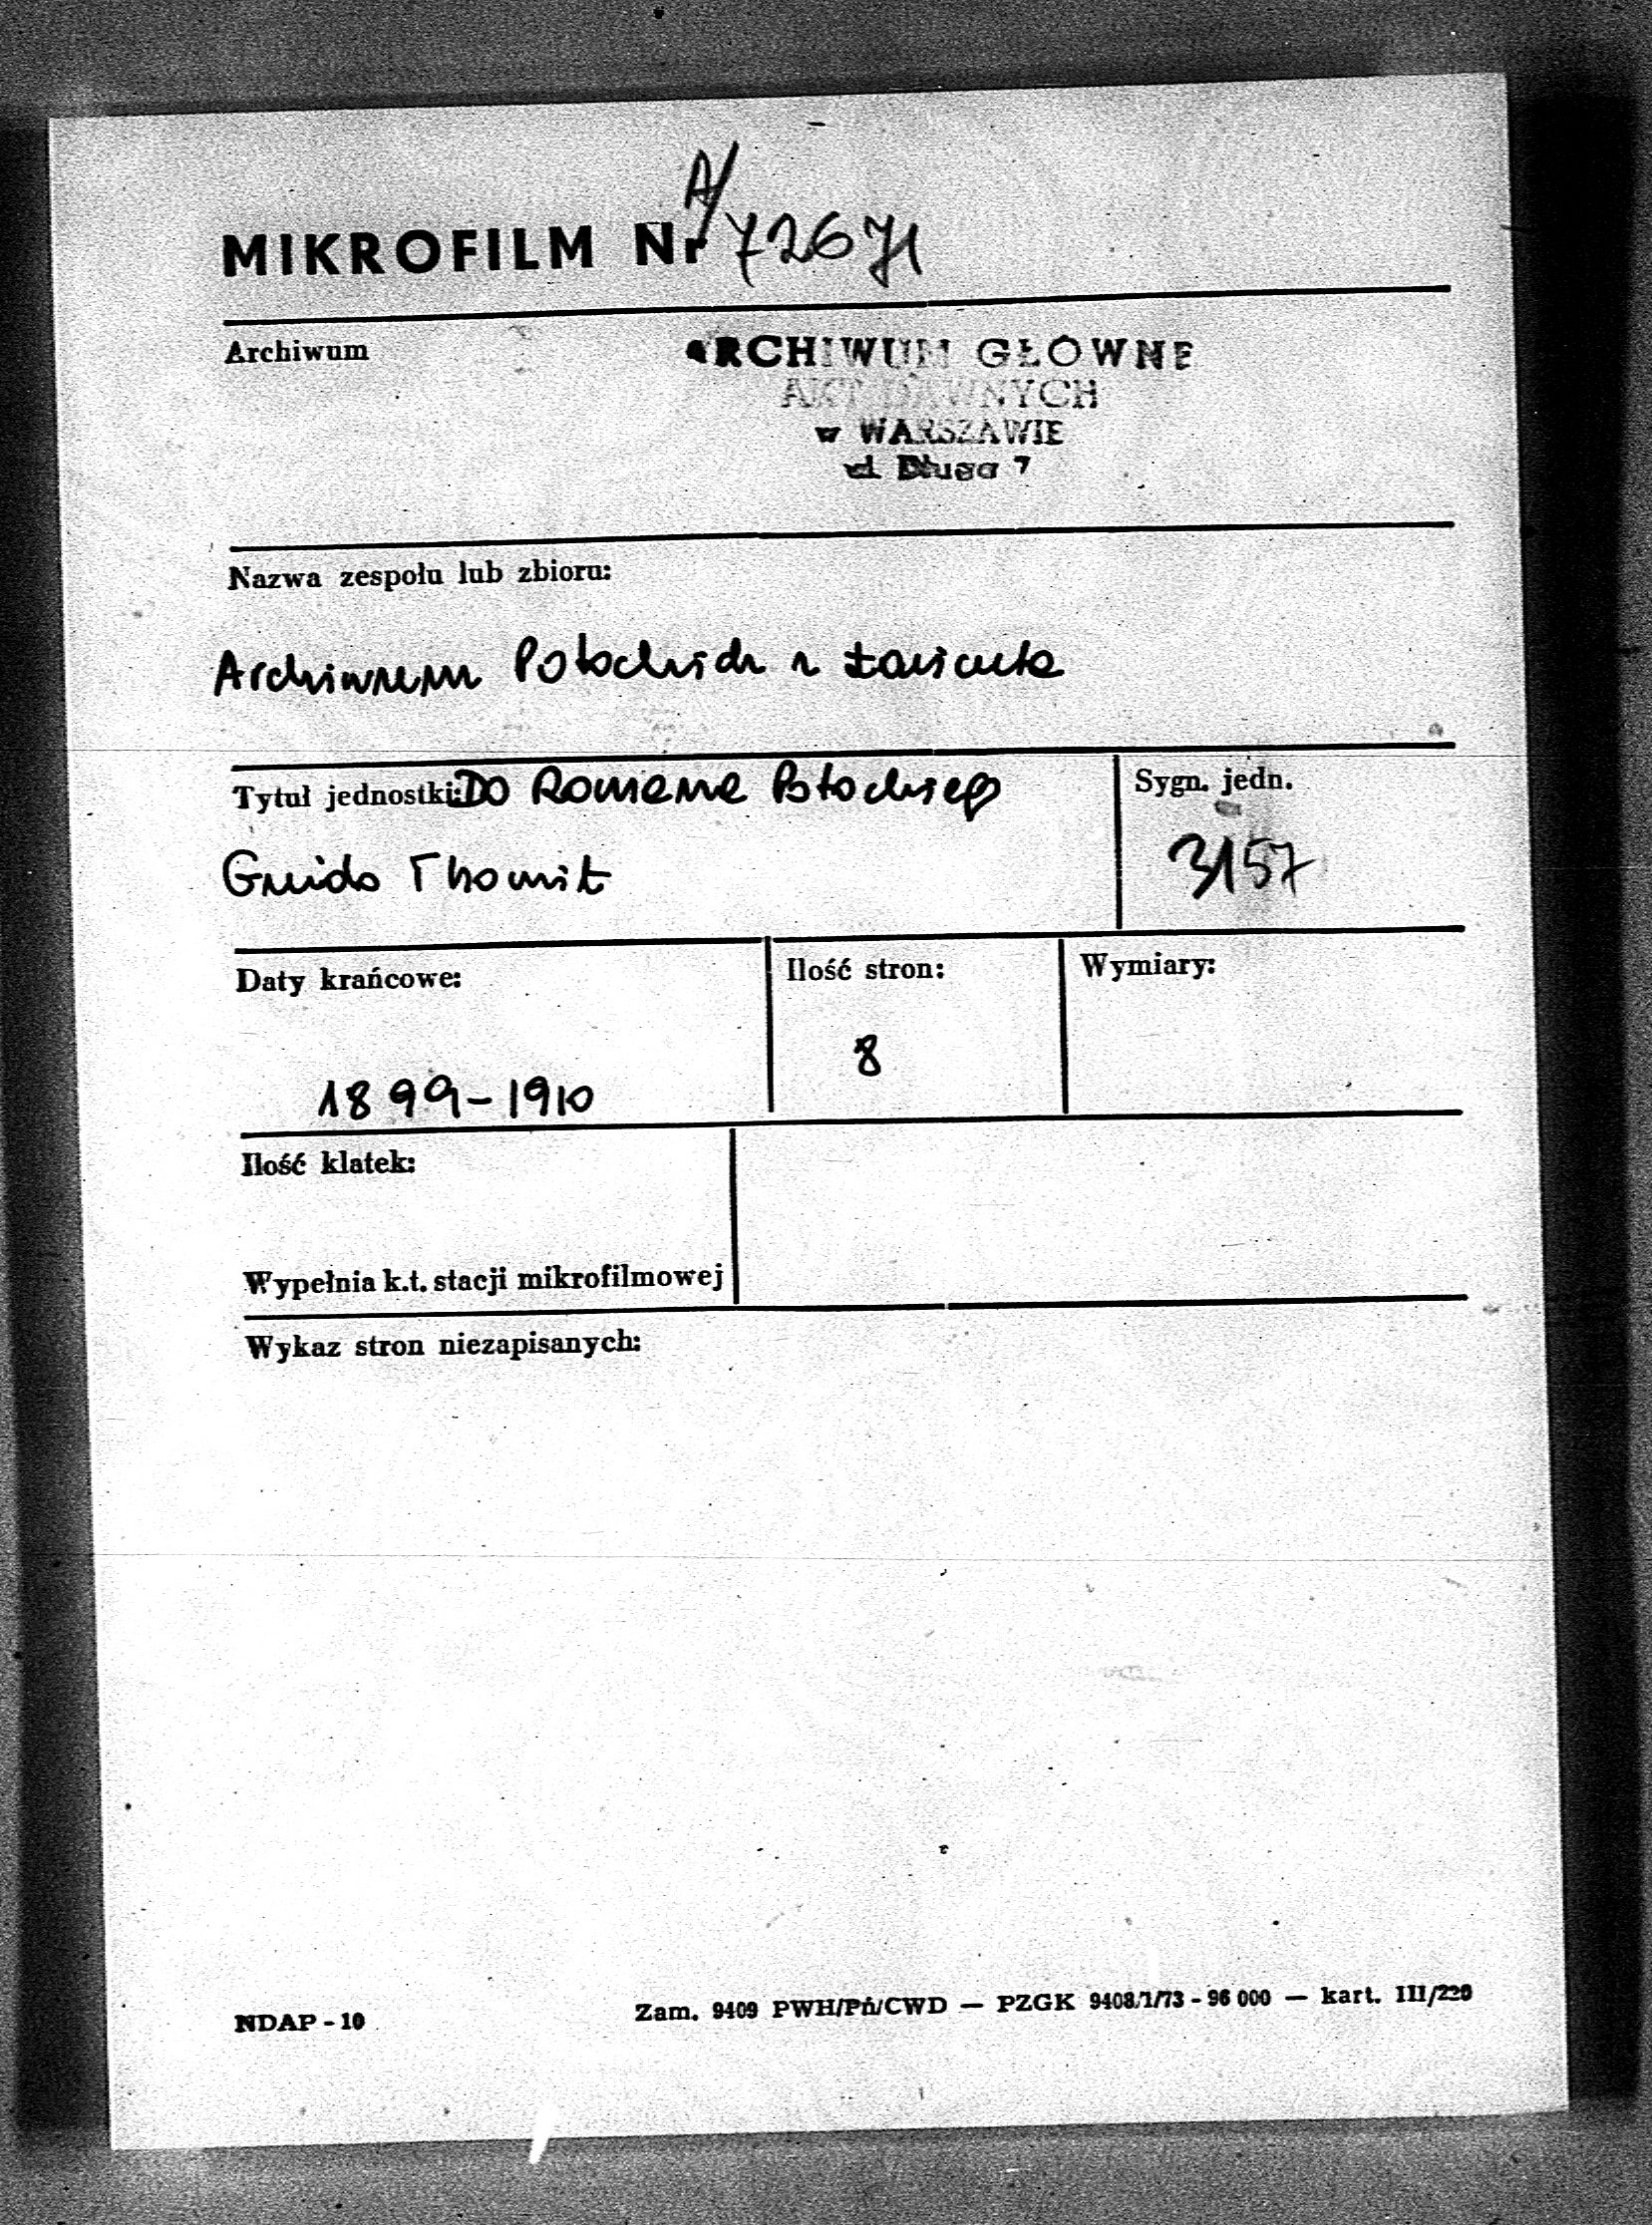 MIKROFILM Nr A/72671
Archiwum
ARCHIWUM GŁÓWNE
AKT DAWNYCH
w WARSZAWIE
ul. Długa 7
Nazwa zespołu lub zbioru:
Archiwum Potockich z Łańcuta
Tytuł jednostki: DO Romana Potockiego
Guido Thomit
Sygn. jedn.
3157
Daty krańcowe:
1899-1910
Ilość stron:
8
Wymiary:
Ilość klatek:
Wypełnia k.t. stacji mikrofilmowej
Wykaz stron niezapisanych:
NDAP - 10
Zam. 9409 PWH/Pń/CWD — PZGK 9408/1/73 - 96 000 — kart. III/220